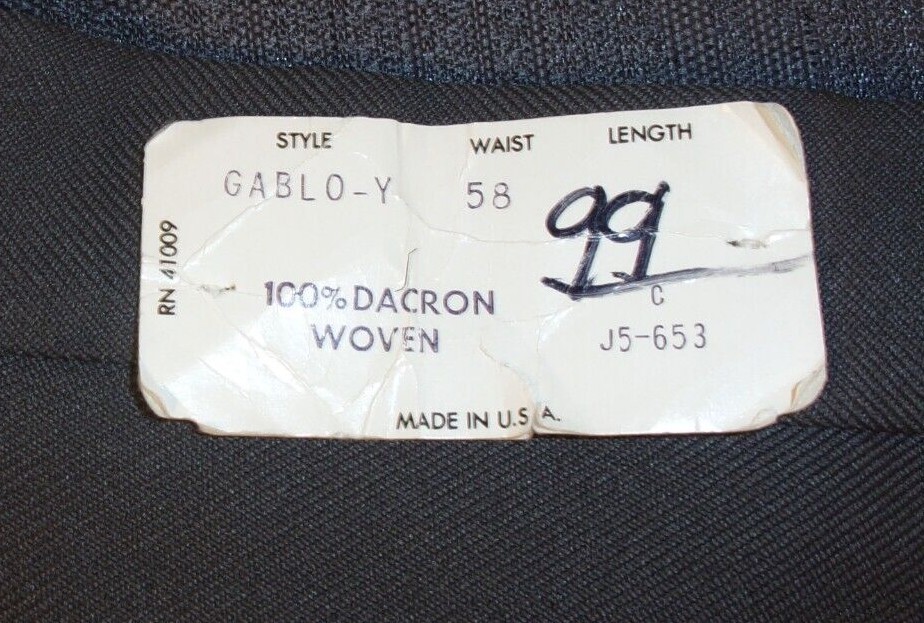 STYLE WAIST LENGTH
GABLO-Y 58 99
RN 41009
100% DACRON
WOVEN
C
J5-653
MADE IN U.S.A.